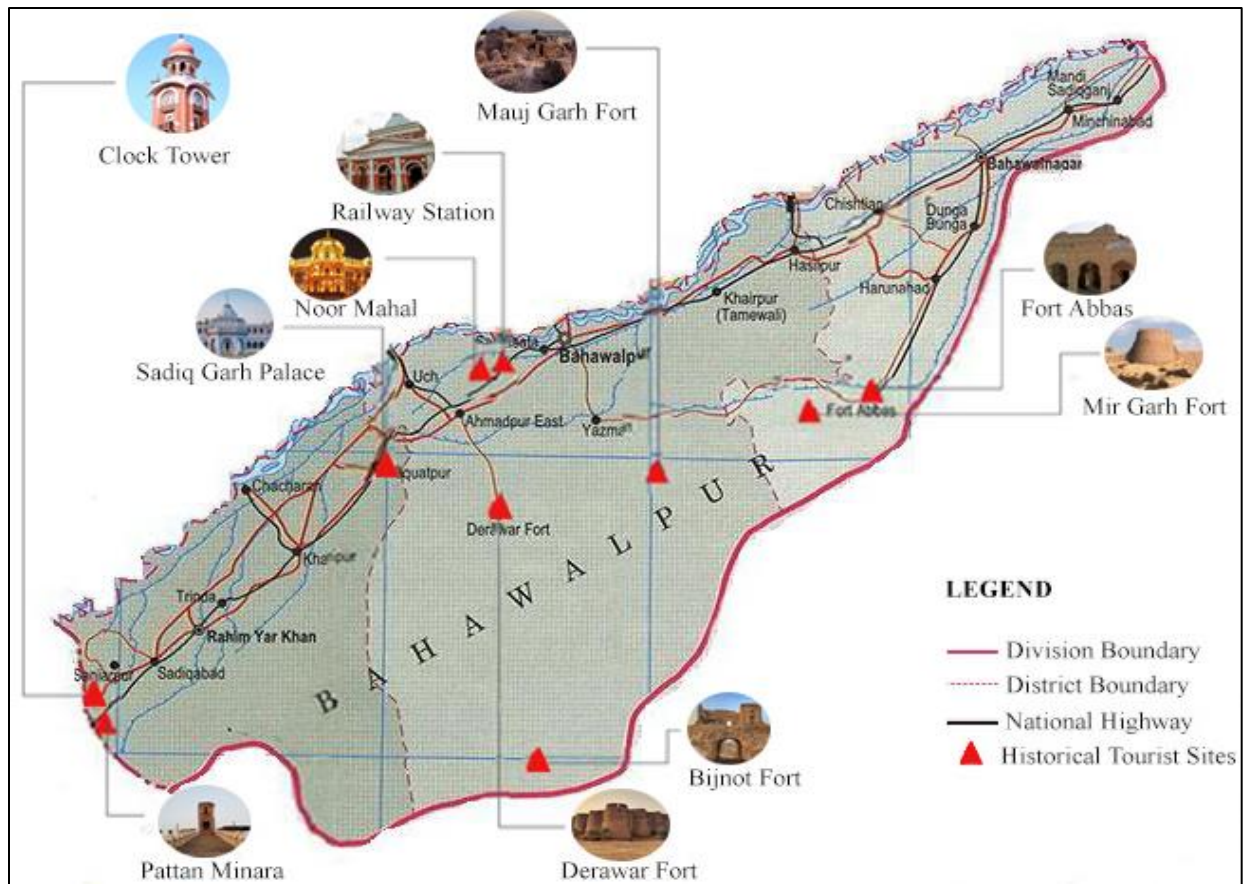 Clock Tower
Mauj Garh Fort
Railway Station
Noor Mahal
Sadiq Garh Palace
Mandi
Sadiqganj
Minchinabad
Bahawalnagar
Chishtian
Dunga
Bunga
Hasilpur
Harunabad
Khairpur
(Tamewali)
Fort Abbas
Mir Garh Fort
Fort Abbas
Uch
Ahmadpur East
Derawar Fort
Chacharan
Trinda
Rahim Yar Khan
Sadiqabad
BAHAWALPUR
LEGEND
Division Boundary
District Boundary
National Highway
Historical Tourist Sites
Bijnot Fort
Pattan Minara
Derawar Fort